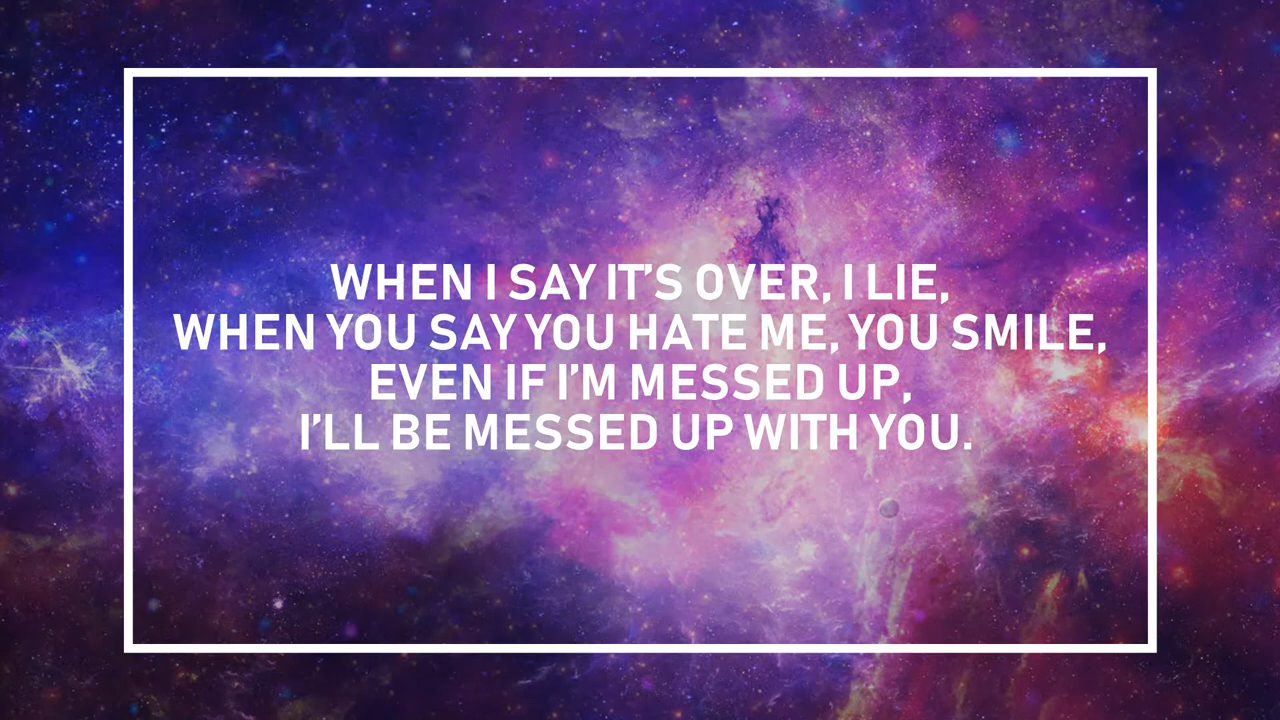 WHEN I SAY IT'S OVER, I LIE,
WHEN YOU SAY YOU HATE ME, YOU SMILE,
EVEN IF I'M MESSED UP,
I'LL BE MESSED UP WITH YOU.